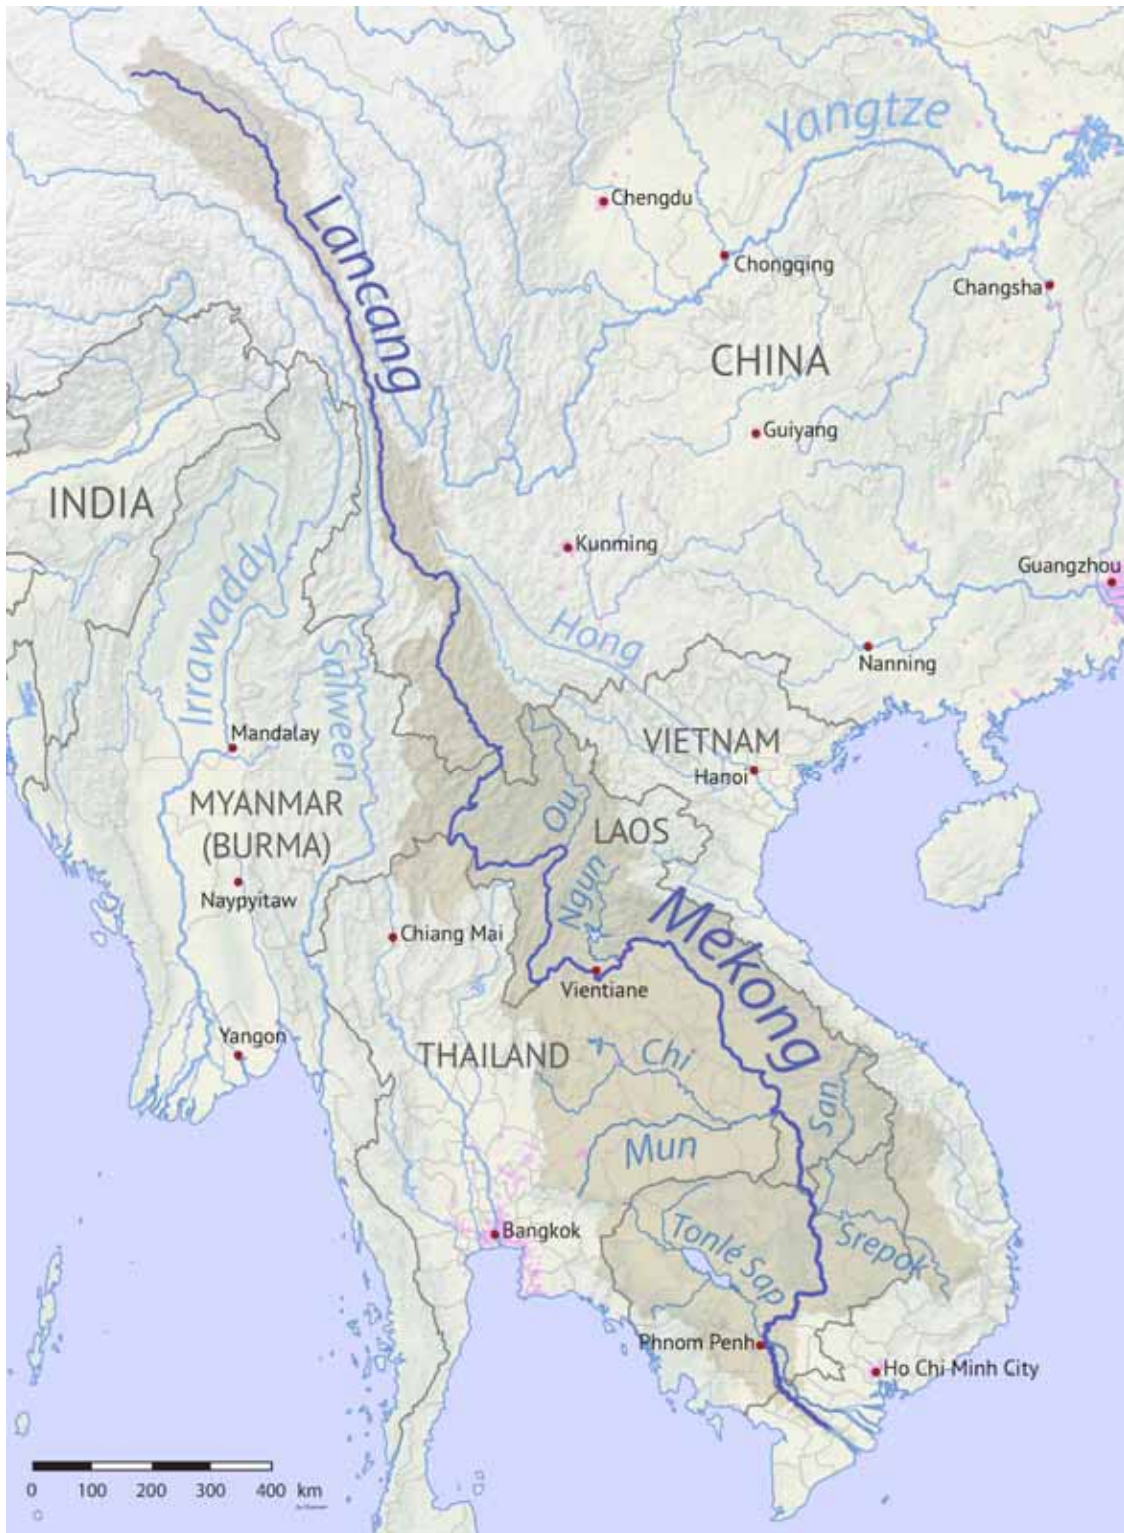 Yangtze
Chengdu
Lancang
Chongqing
Changsha
CHINA
Guiyang
INDIA
Irrawaddy
Kunming
Guangzhou
Hong
Salween
Nanning
Mandalay
VIETNAM
Hanoi
MYANMAR
(BURMA)
Ou
LAOS
Naypyitaw
Ngun
Chiang Mai
Mekong
Vientiane
Yangon
THAILAND
Chi
San
Mun
Bangkok
Tonlé Sap
Srepok
Phnom Penh
Ho Chi Minh City
0 100 200 300 400 km